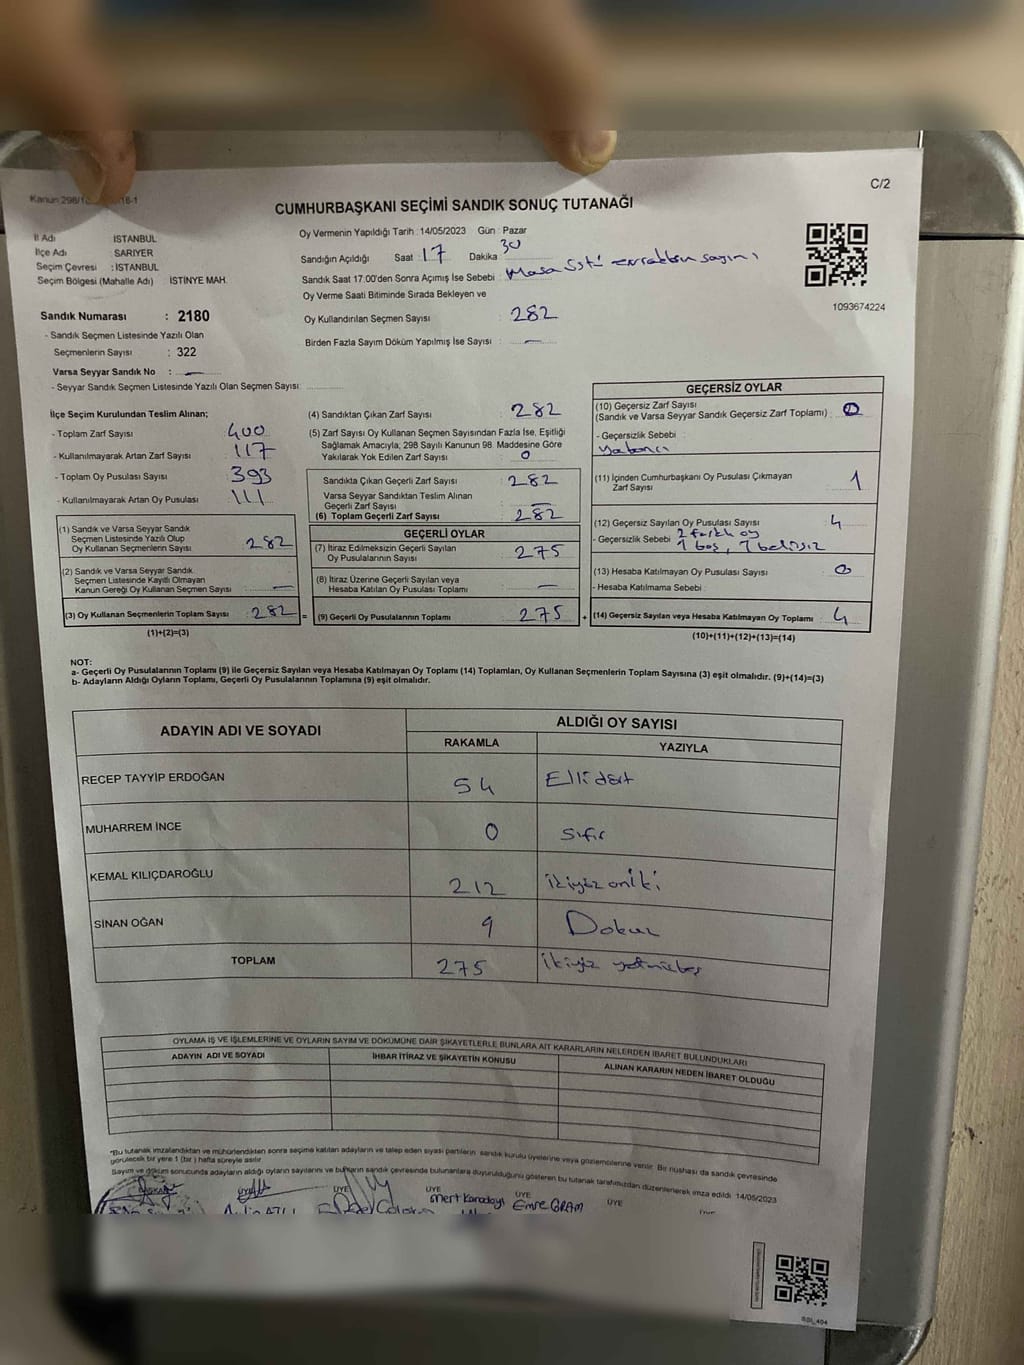 Kanun 298/1 18-1
C/2
CUMHURBAŞKANI SEÇİMİ SANDIK SONUÇ TUTANAĞI
İl Adı İSTANBUL
İlçe Adı SARIYER
Seçim Çevresi : İSTANBUL
Seçim Bölgesi (Mahalle Adı) İSTİNYE MAH.
Oy Vermenin Yapıldığı Tarih : 14/05/2023 Gün : Pazar
Sandığın Açıldığı Saat 17 Dakika 30
Sandık Saat 17.00'den Sonra Açımış İse Sebebi : Masa üstü evrakların sayımı
Oy Verme Saati Bitiminde Sırada Bekleyen ve
Oy Kullandırılan Seçmen Sayısı : 282
Birden Fazla Sayım Döküm Yapılmış İse Sayısı : —
1093674224
Sandık Numarası : 2180
- Sandık Seçmen Listesinde Yazılı Olan
Seçmenlerin Sayısı : 322
Varsa Seyyar Sandık No : —
- Seyyar Sandık Seçmen Listesinde Yazılı Olan Seçmen Sayısı:
İlçe Seçim Kurulundan Teslim Alınan;
- Toplam Zarf Sayısı 400
- Kullanılmayarak Artan Zarf Sayısı 117
- Toplam Oy Pusulası Sayısı 393
- Kullanılmayarak Artan Oy Pusulası 111
(1) Sandık ve Varsa Seyyar Sandık
Seçmen Listesinde Yazılı Olup
Oy Kullanan Seçmenlerin Sayısı 282
(2) Sandık ve Varsa Seyyar Sandık
Seçmen Listesinde Kayıtlı Olmayan
Kanun Gereği Oy Kullanan Seçmen Sayısı : —
(3) Oy Kullanan Seçmenlerin Toplam Sayısı 282 =
(1)+(2)=(3)
(4) Sandıktan Çıkan Zarf Sayısı : 282
(5) Zarf Sayısı Oy Kullanan Seçmen Sayısından Fazla İse, Eşitliği
Sağlamak Amacıyla; 298 Sayılı Kanunun 98. Maddesine Göre
Yakılarak Yok Edilen Zarf Sayısı : 0
Sandıkta Çıkan Geçerli Zarf Sayısı : 282
Varsa Seyyar Sandıktan Teslim Alınan
Geçerli Zarf Sayısı : —
(6) Toplam Geçerli Zarf Sayısı : 282
GEÇERLİ OYLAR
(7) İtiraz Edilmeksizin Geçerli Sayılan
Oy Pusulalarının Sayısı : 275
(8) İtiraz Üzerine Geçerli Sayılan veya
Hesaba Katılan Oy Pusulası Toplamı : —
(9) Geçerli Oy Pusulalarının Toplamı : 275 +
GEÇERSİZ OYLAR
(10) Geçersiz Zarf Sayısı
(Sandık ve Varsa Seyyar Sandık Geçersiz Zarf Toplamı) : 0
- Geçersizlik Sebebi :
Yabancı
(11) İçinden Cumhurbaşkanı Oy Pusulası Çıkmayan
Zarf Sayısı : 1
(12) Geçersiz Sayılan Oy Pusulası Sayısı : 4
- Geçersizlik Sebebi : 2 farklı oy
1 boş, 1 belirsiz
(13) Hesaba Katılmayan Oy Pusulası Sayısı : 0
- Hesaba Katılmama Sebebi :
(14) Geçersiz Sayılan veya Hesaba Katılmayan Oy Toplamı : 4
(10)+(11)+(12)+(13)=(14)
NOT:
a- Geçerli Oy Pusulalarının Toplamı (9) ile Geçersiz Sayılan veya Hesaba Katılmayan Oy Toplamı (14) Toplamları, Oy Kullanan Seçmenlerin Toplam Sayısına (3) eşit olmalıdır. (9)+(14)=(3)
b- Adayların Aldığı Oyların Toplamı, Geçerli Oy Pusulalarının Toplamına (9) eşit olmalıdır.
ADAYIN ADI VE SOYADI ALDIĞI OY SAYISI
RAKAMLA YAZIYLA
RECEP TAYYİP ERDOĞAN 54 Ellidört
MUHARREM İNCE 0 Sıfır
KEMAL KILIÇDAROĞLU 212 ikiyüz oniki
SİNAN OĞAN 9 Dokuz
TOPLAM 275 ikiyüz yetmişbeş
OYLAMA İŞ VE İŞLEMLERİNE VE OYLARIN SAYIM VE DÖKÜMÜNE DAİR ŞİKAYETLERLE BUNLARA AİT KARARLARIN NELERDEN İBARET BULUNDUKLARI
ADAYIN ADI VE SOYADI İHBAR İTİRAZ VE ŞİKAYETİN KONUSU ALINAN KARARIN NEDEN İBARET OLDUĞU
*Bu tutanak imzalandıktan ve mühürlendikten sonra seçime katılan adayların ve talep eden siyasi partilerin sandık kurulu üyelerine veya gözlemcilerine verilir. Bir nüshası da sandık çevresinde
görülecek bir yere 1 (bir) hafta süreyle asılır.
Sayım ve döküm sonucunda adayların aldığı oyların sayılarını ve bunların sandık çevresinde bulunanlara duyurulduğunu gösteren bu tutanak tarafımızdan düzenlenerek imza edildi. 14/05/2023
BAŞKAN ÜYE ÜYE ÜYE ÜYE ÜYE
Mert Karadayı Emre GRAM